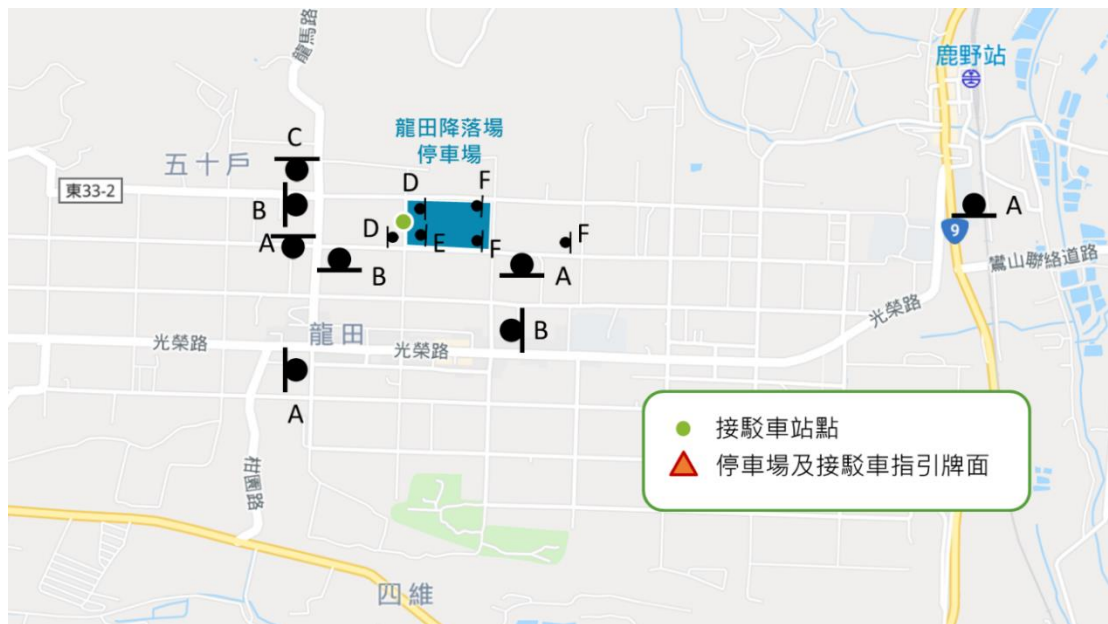 龍馬路
鹿野站
龍田降落場
停車場
C
五十戶
D
F
東33-2
B
A
A
D
E
F
F
9
B
A
鸞山聯絡道路
B
光榮路
龍田
光榮路
光榮路
A
接駁車站點
停車場及接駁車指引牌面
柑園路
四維